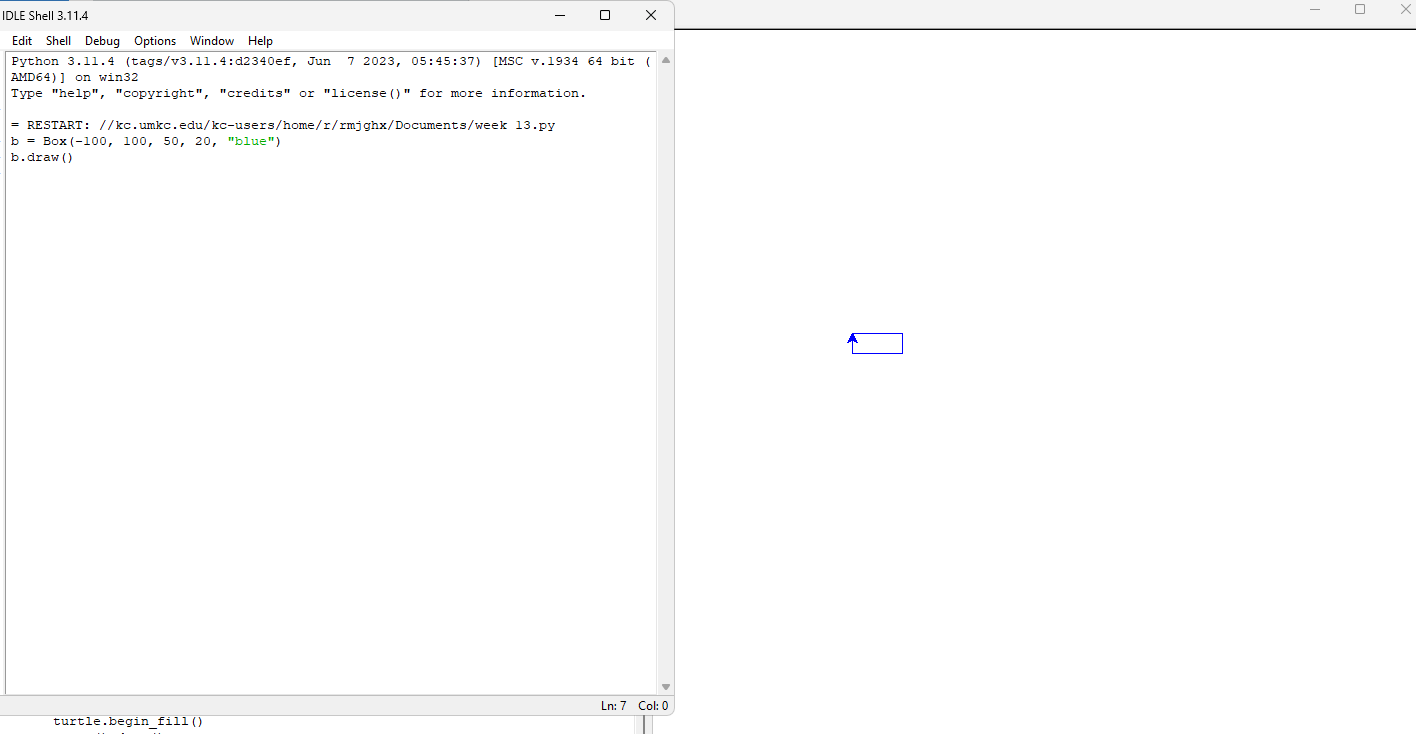 IDLE Shell 3.11.4
Edit Shell Debug Options Window Help
Python 3.11.4 (tags/v3.11.4:d2340ef, Jun  7 2023, 05:45:37) [MSC v.1934 64 bit (
AMD64)] on win32
Type "help", "copyright", "credits" or "license()" for more information.
= RESTART: //kc.umkc.edu/kc-users/home/r/rmjghx/Documents/week 13.py
b = Box(-100, 100, 50, 20, "blue")
b.draw()
Ln: 7 Col: 0
turtle.begin_fill()